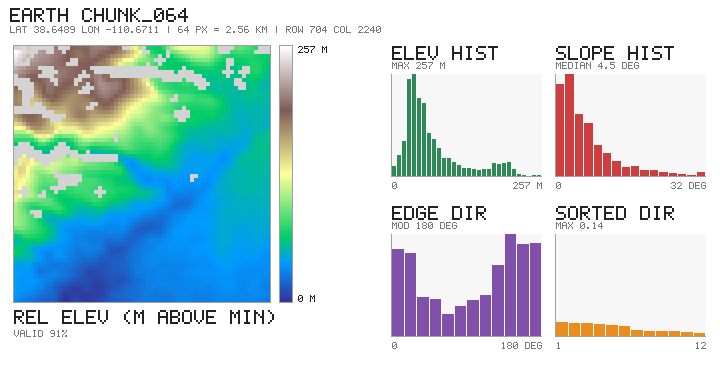 EARTH CHUNK_064
LAT 38.6489 LON -110.6711 | 64 PX = 2.56 KM | ROW 704 COL 2240
257 M
0 M
REL ELEV (M ABOVE MIN)
VALID 91%
ELEV HIST
MAX 257 M
0 257 M
SLOPE HIST
MEDIAN 4.5 DEG
0 32 DEG
EDGE DIR
MOD 180 DEG
0 180 DEG
SORTED DIR
MAX 0.14
1 12